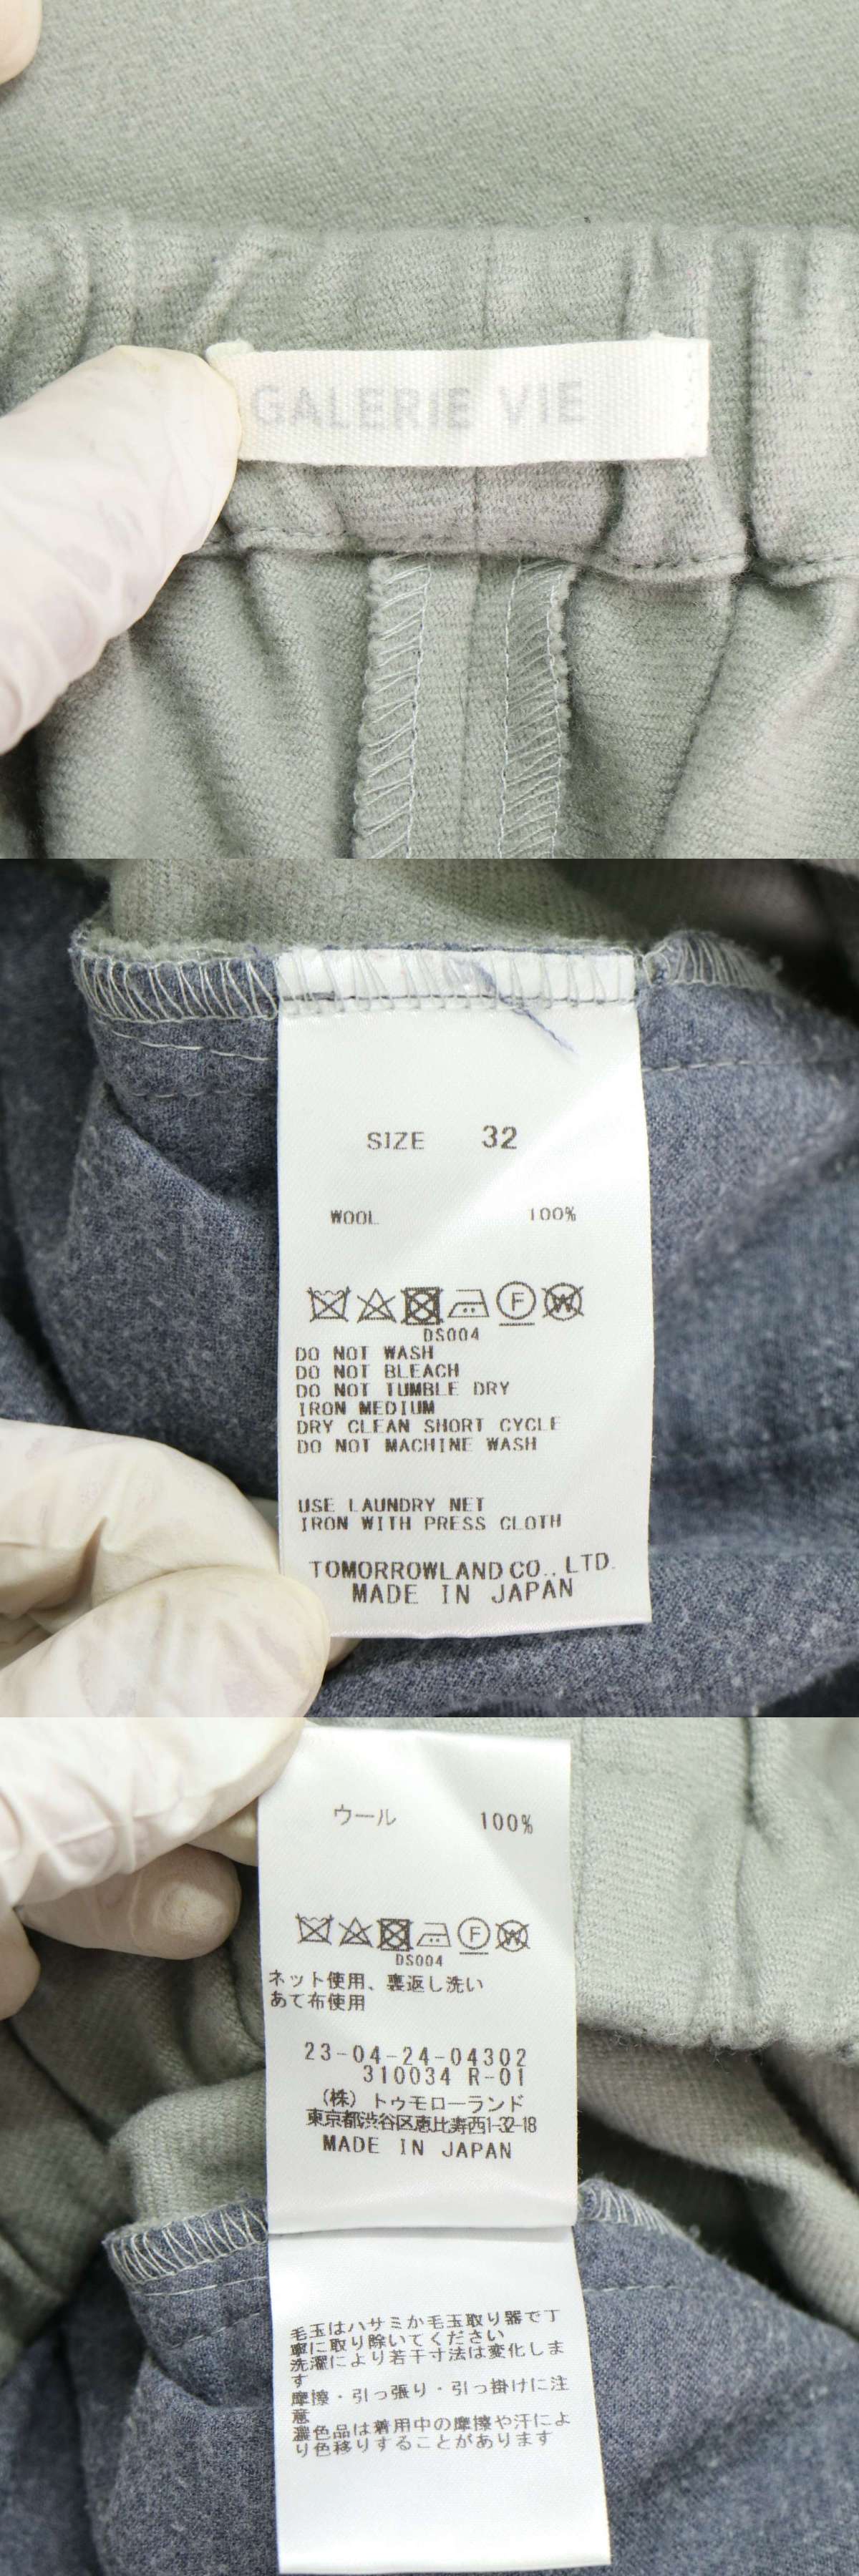 GALERIE VIE
SIZE 32
WOOL 100%
F W
DS004
DO NOT WASH
DO NOT BLEACH
DO NOT TUMBLE DRY
IRON MEDIUM
DRY CLEAN SHORT CYCLE
DO NOT MACHINE WASH
USE LAUNDRY NET
IRON WITH PRESS CLOTH
TOMORROWLAND CO., LTD.
MADE IN JAPAN
ウール 100%
F W
DS004
ネット使用、裏返し洗い
あて布使用
23-04-24-04302
310034 R-01
(株) トゥモローランド
東京都渋谷区恵比寿西1-32-18
MADE IN JAPAN
毛玉はハサミか毛玉取り器で丁
寧に取り除いてください
洗濯により若干寸法は変化しま
す
摩擦・引っ張り・引っ掛けに注
意
濃色品は着用中の摩擦や汗によ
り色移りすることがあります